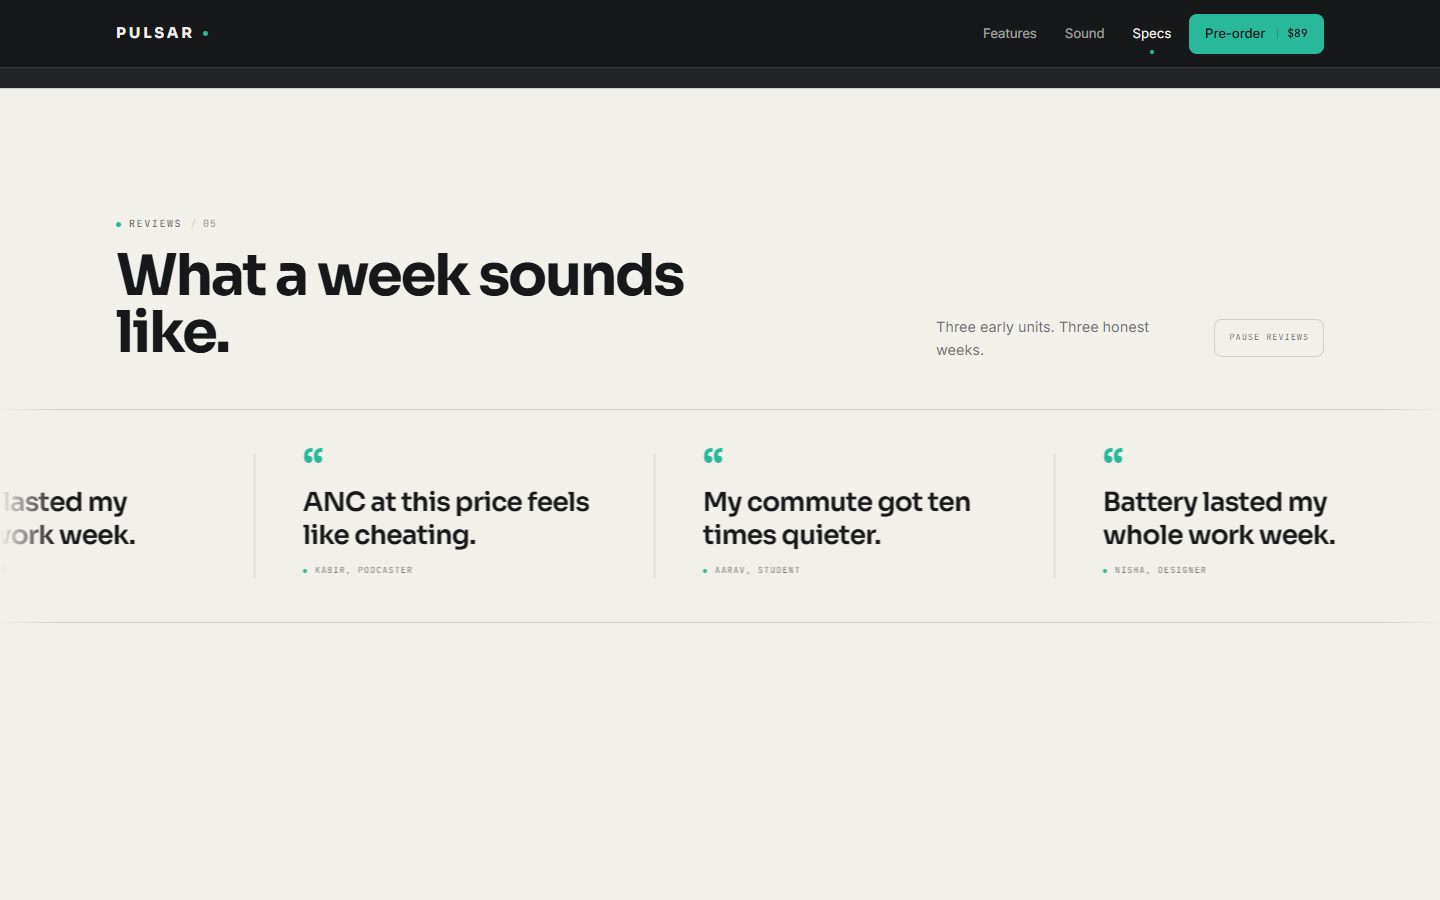 PULSAR
Features Sound Specs Pre-order $89
REVIEWS / 05
What a week sounds
like.
Three early units. Three honest
weeks.
PAUSE REVIEWS
lasted my
work week.
“
ANC at this price feels
like cheating.
KABIR, PODCASTER
“
My commute got ten
times quieter.
AARAV, STUDENT
“
Battery lasted my
whole work week.
NISHA, DESIGNER